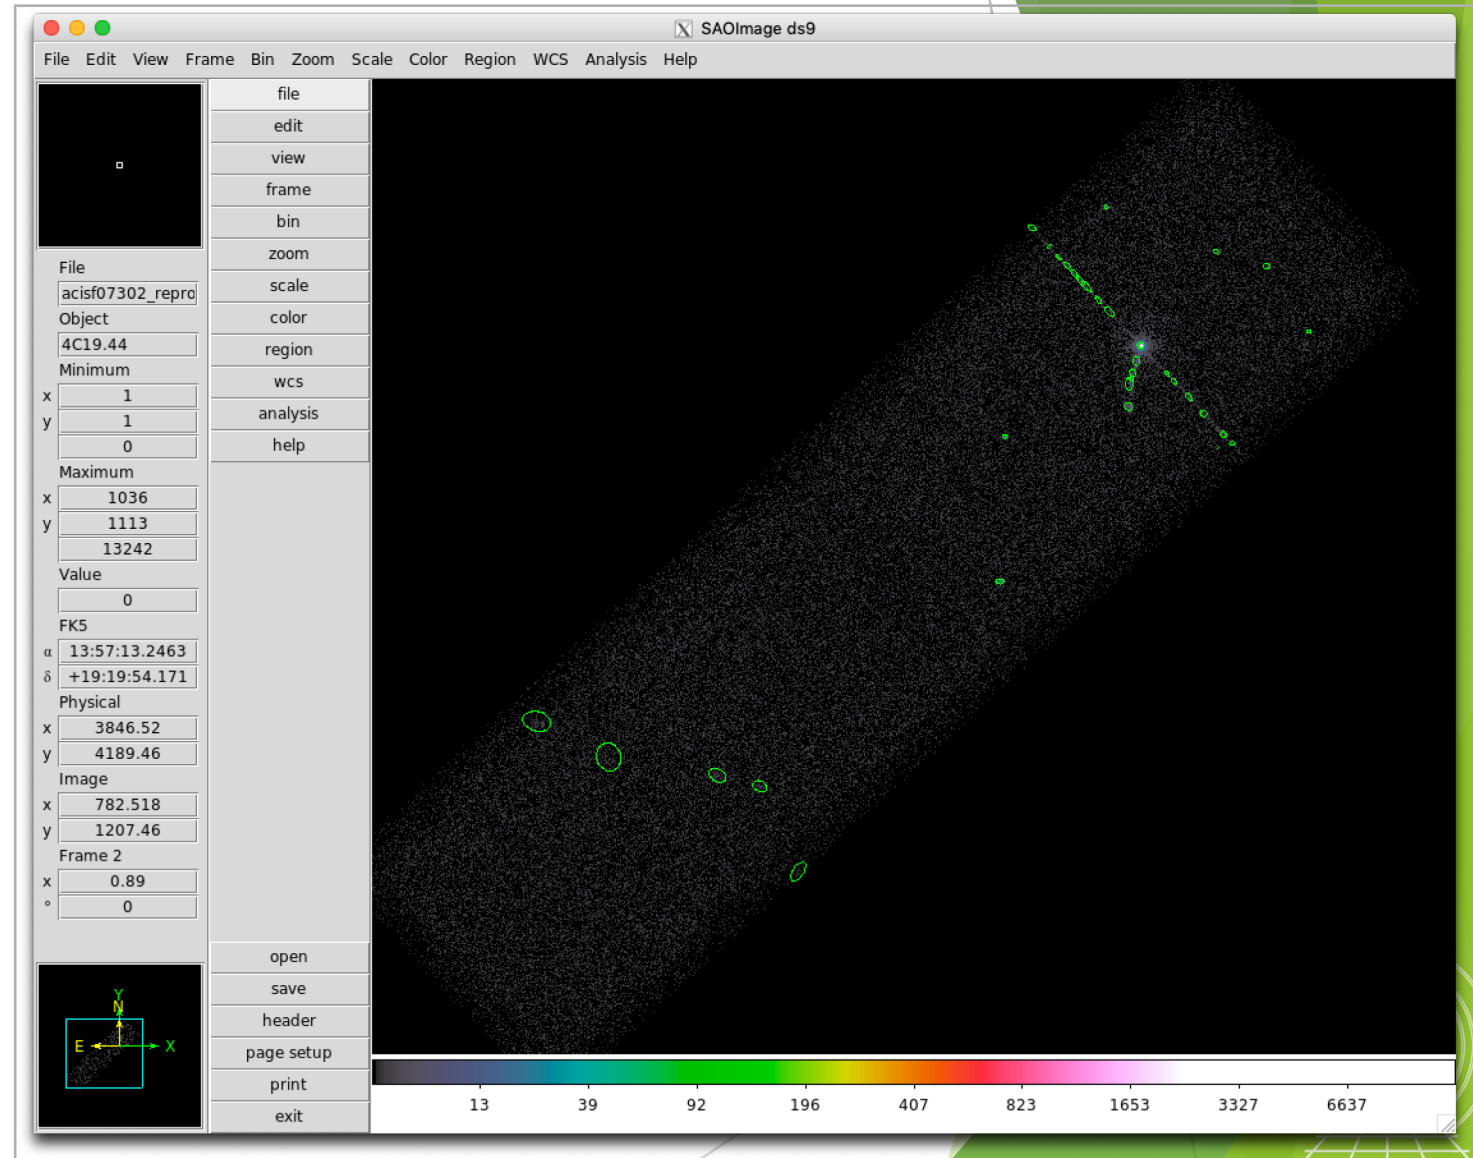 SAOImage ds9
File Edit View Frame Bin Zoom Scale Color Region WCS Analysis Help
file
edit
view
frame
bin
zoom
scale
color
region
wcs
analysis
help
File
acisf07302_repro
Object
4C19.44
Minimum
x 1
y 1
0
Maximum
x 1036
y 1113
13242
Value
0
FK5
α 13:57:13.2463
δ +19:19:54.171
Physical
x 3846.52
y 4189.46
Image
x 782.518
y 1207.46
Frame 2
x 0.89
° 0
open
save
header
page setup
print
exit
Y
N
E X
13 39 92 196 407 823 1653 3327 6637